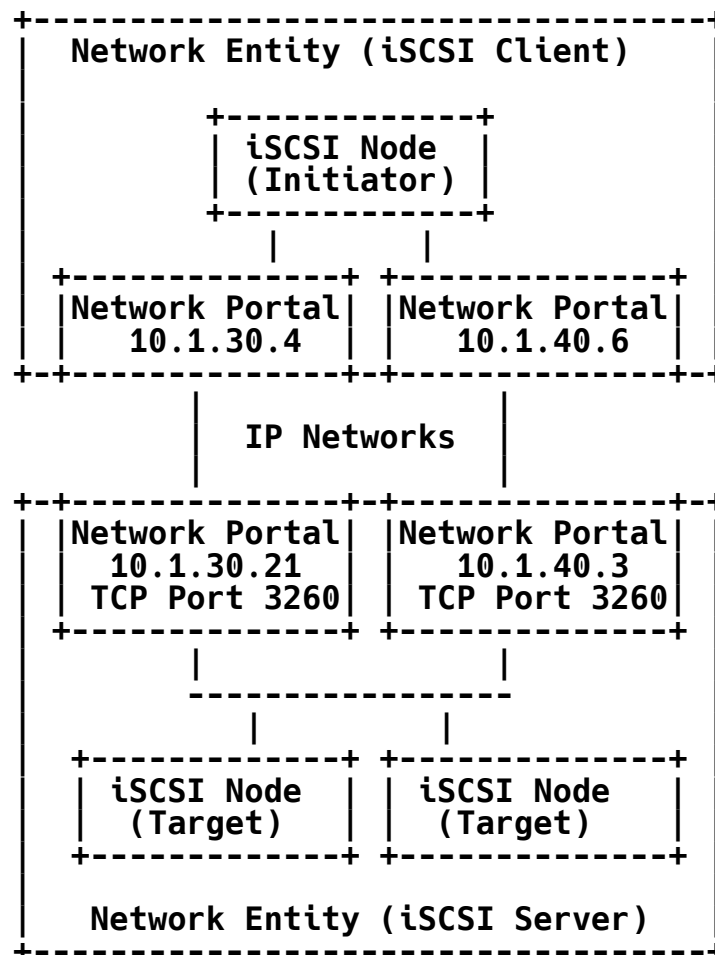 Network Entity (iSCSI Client)
iSCSI Node
(Initiator)
Network Portal Network Portal
10.1.30.4 10.1.40.6
IP Networks
Network Portal Network Portal
10.1.30.21 10.1.40.3
TCP Port 3260 TCP Port 3260
iSCSI Node iSCSI Node
(Target) (Target)
Network Entity (iSCSI Server)